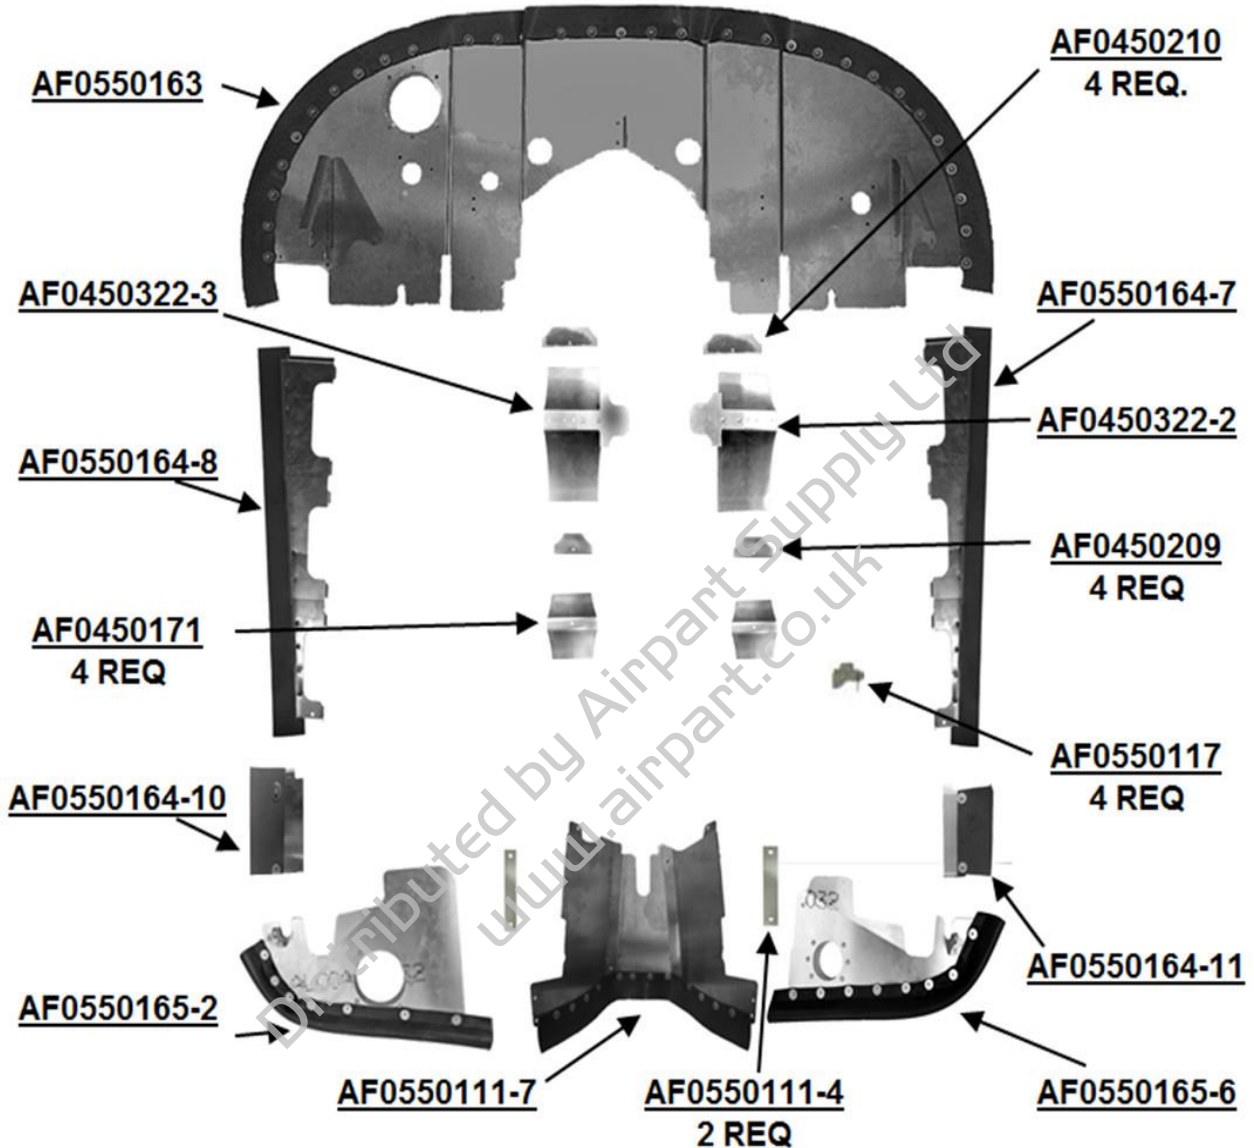 AF0550163
AF0450210
4 REQ.
AF0450322-3
AF0550164-7
AF0450322-2
AF0550164-8
AF0450209
4 REQ
AF0450171
4 REQ
AF0550117
4 REQ
AF0550164-10
.032
AF0550164-11
AF0550165-2
AF0550111-7
AF0550111-4
2 REQ
AF0550165-6
Distributed by Airpart Supply Ltd
www.airpart.co.uk